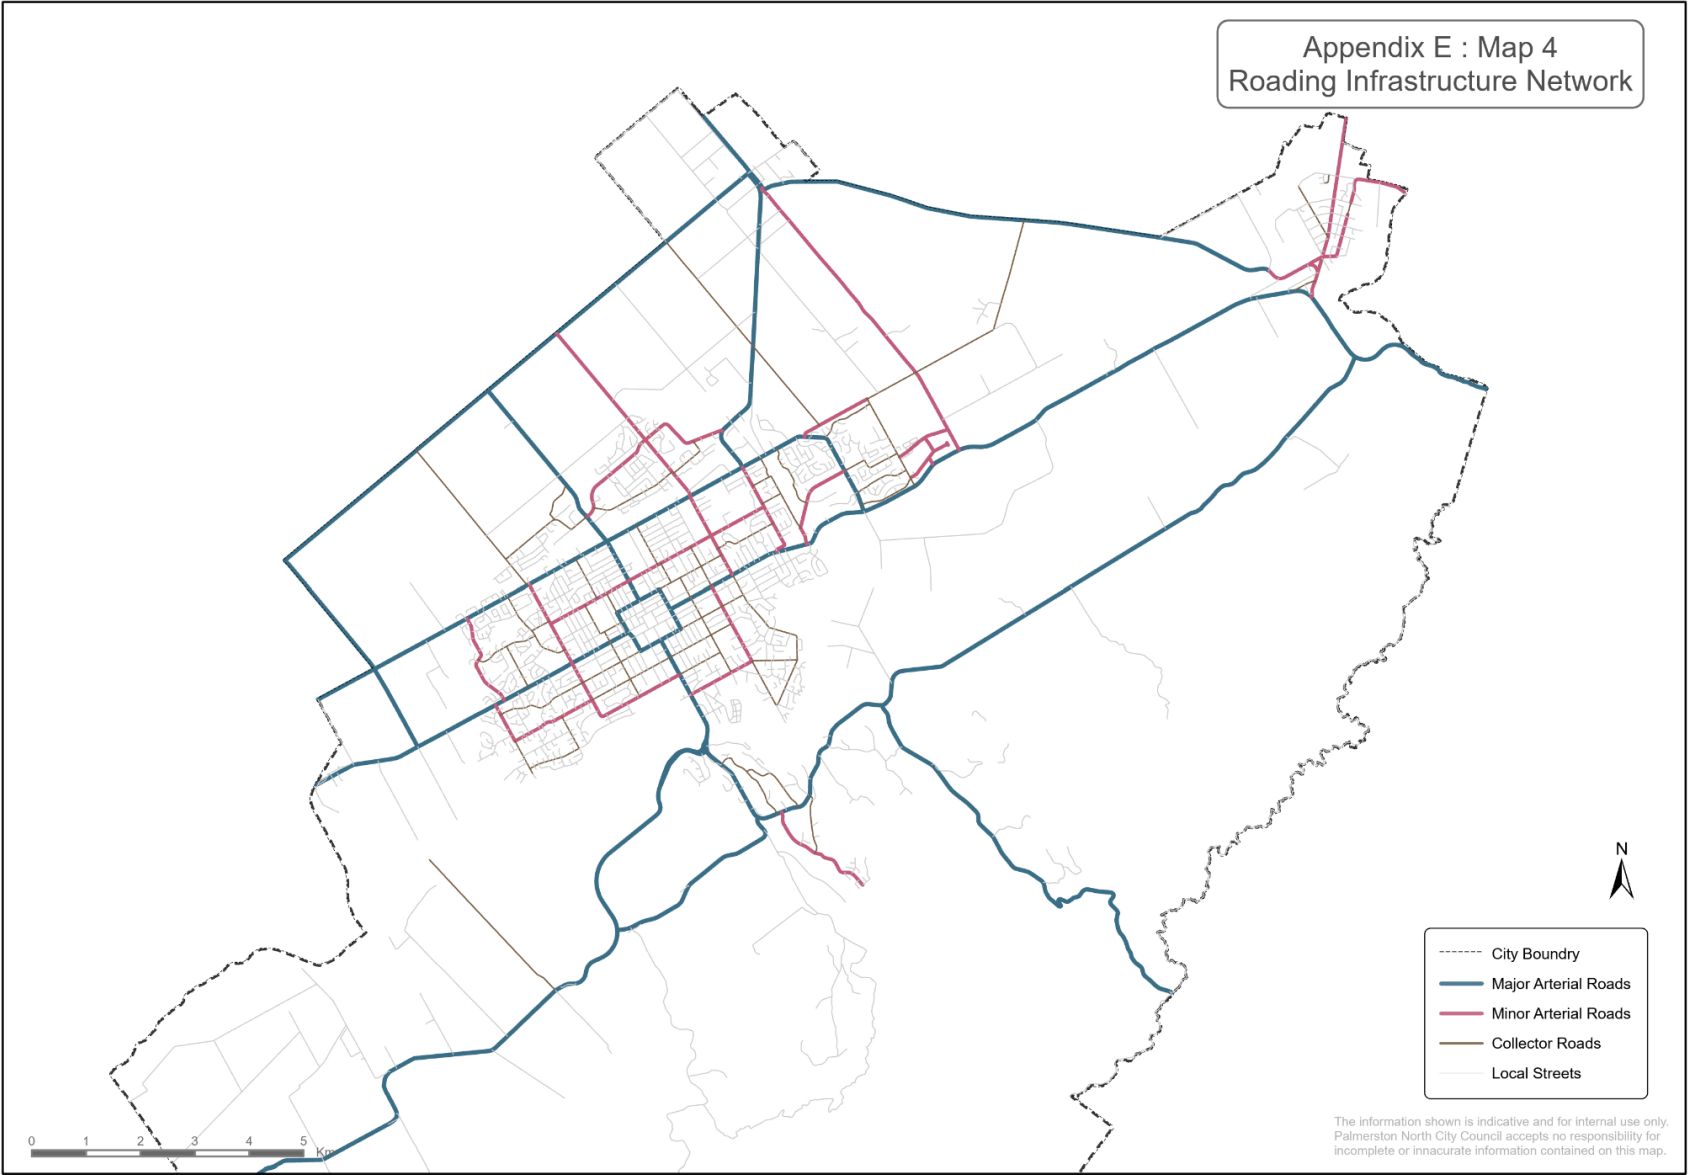 Appendix E : Map 4
Roading Infrastructure Network
N
City Boundry
Major Arterial Roads
Minor Arterial Roads
Collector Roads
Local Streets
0 1 2 3 4 5
Km
The information shown is indicative and for internal use only.
Palmerston North City Council accepts no responsibility for
incomplete or innacurate information contained on this map.